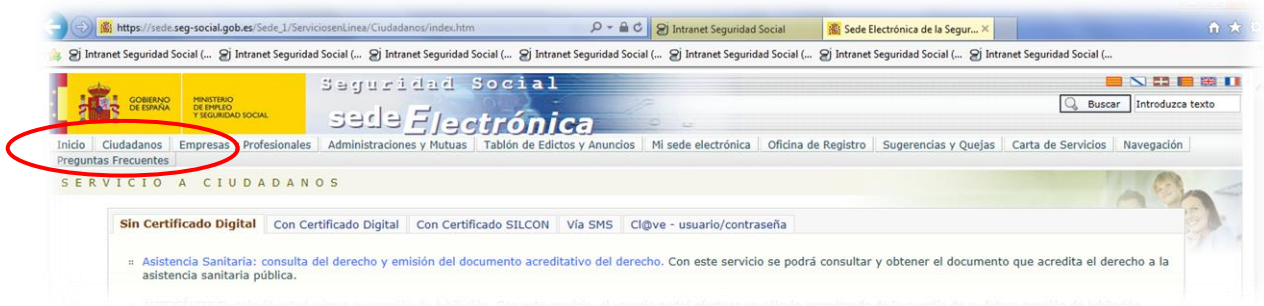 https://sede.seg-social.gob.es/Sede_1/ServiciosenLinea/Ciudadanos/index.htm
Intranet Seguridad Social
Sede Electrónica de la Segur... ×
Intranet Seguridad Social (... Intranet Seguridad Social (... Intranet Seguridad Social (... Intranet Seguridad Social (... Intranet Seguridad Social (... Intranet Seguridad Social (... Intranet Seguridad Social (...
GOBIERNO
DE ESPAÑA
MINISTERIO
DE EMPLEO
Y SEGURIDAD SOCIAL
Seguridad Social
sedeElectrónica
Buscar Introduzca texto
Inicio Ciudadanos Empresas Profesionales Administraciones y Mutuas Tablón de Edictos y Anuncios Mi sede electrónica Oficina de Registro Sugerencias y Quejas Carta de Servicios Navegación
Preguntas Frecuentes
SERVICIO A CIUDADANOS
Sin Certificado Digital Con Certificado Digital Con Certificado SILCON Vía SMS Cl@ve - usuario/contraseña
Asistencia Sanitaria: consulta del derecho y emisión del documento acreditativo del derecho. Con este servicio se podrá consultar y obtener el documento que acredita el derecho a la
asistencia sanitaria pública.